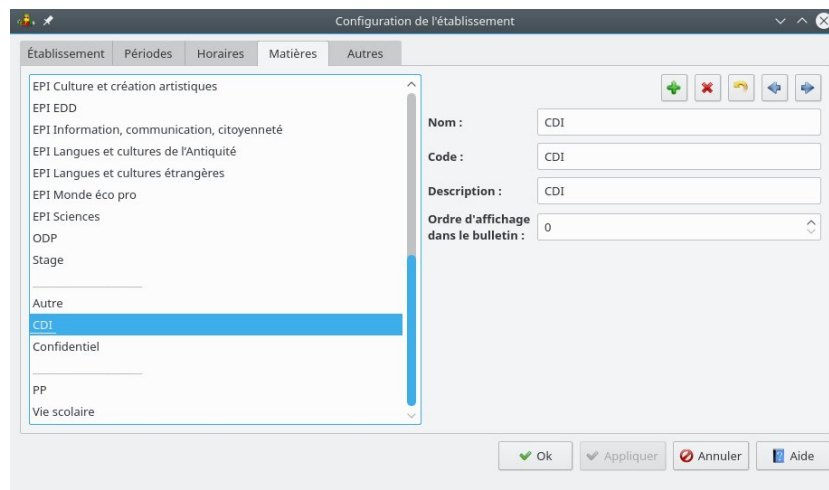 Configuration de l'établissement
Établissement Périodes Horaires Matières Autres
EPI Culture et création artistiques
EPI EDD
EPI Information, communication, citoyenneté
EPI Langues et cultures de l'Antiquité
EPI Langues et cultures étrangères
EPI Monde éco pro
EPI Sciences
ODP
Stage
Autre
CDI
Confidentiel
PP
Vie scolaire
Nom : CDI
Code : CDI
Description : CDI
Ordre d'affichage
dans le bulletin : 0
Ok Appliquer Annuler Aide